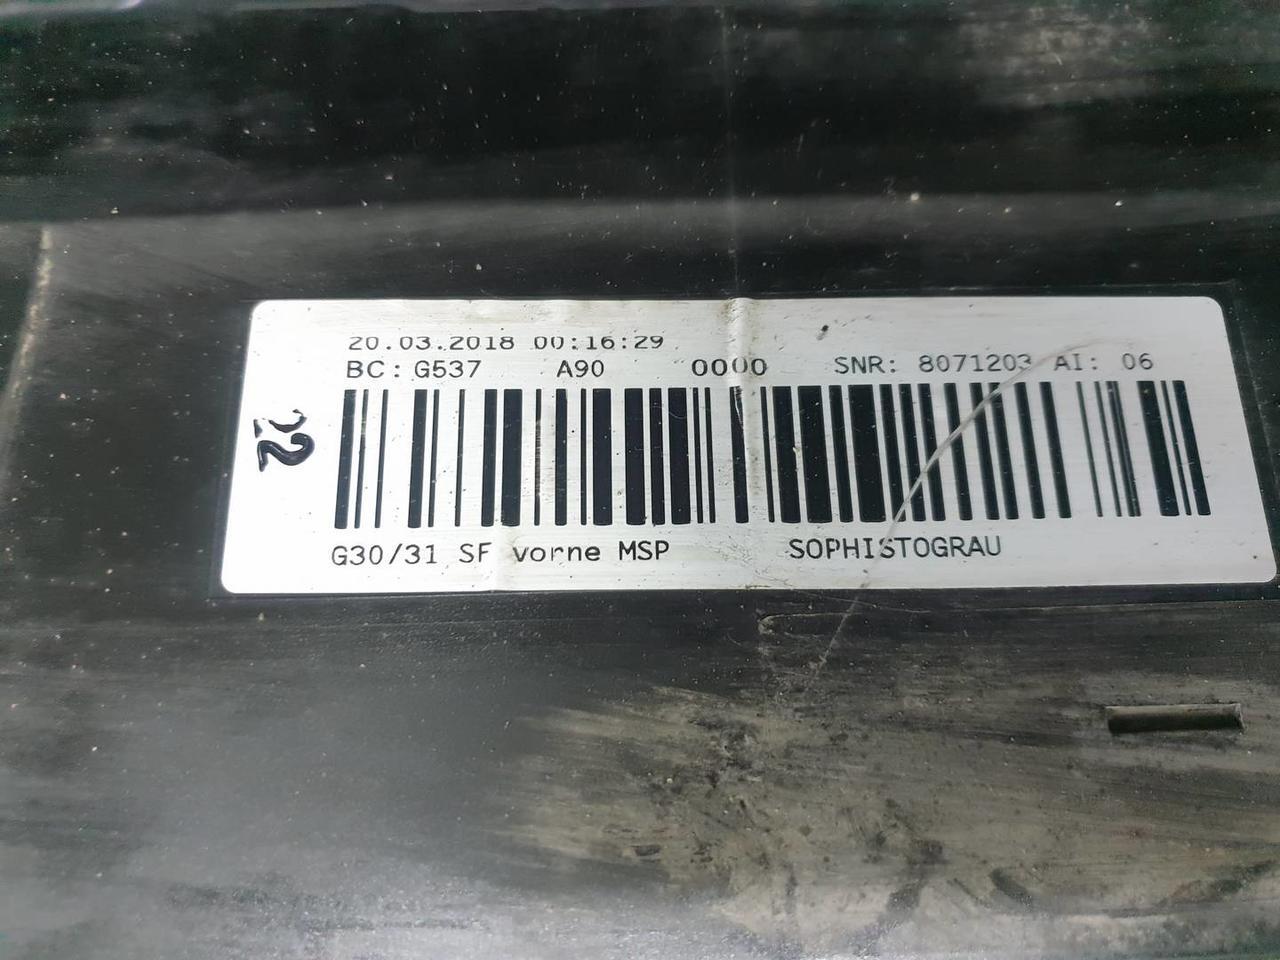 20.03.2018 00:16:29
BC: G537 A90 0000 SNR: 8071203 AI: 06
G30/31 SF vorne MSP SOPHISTOGRAU